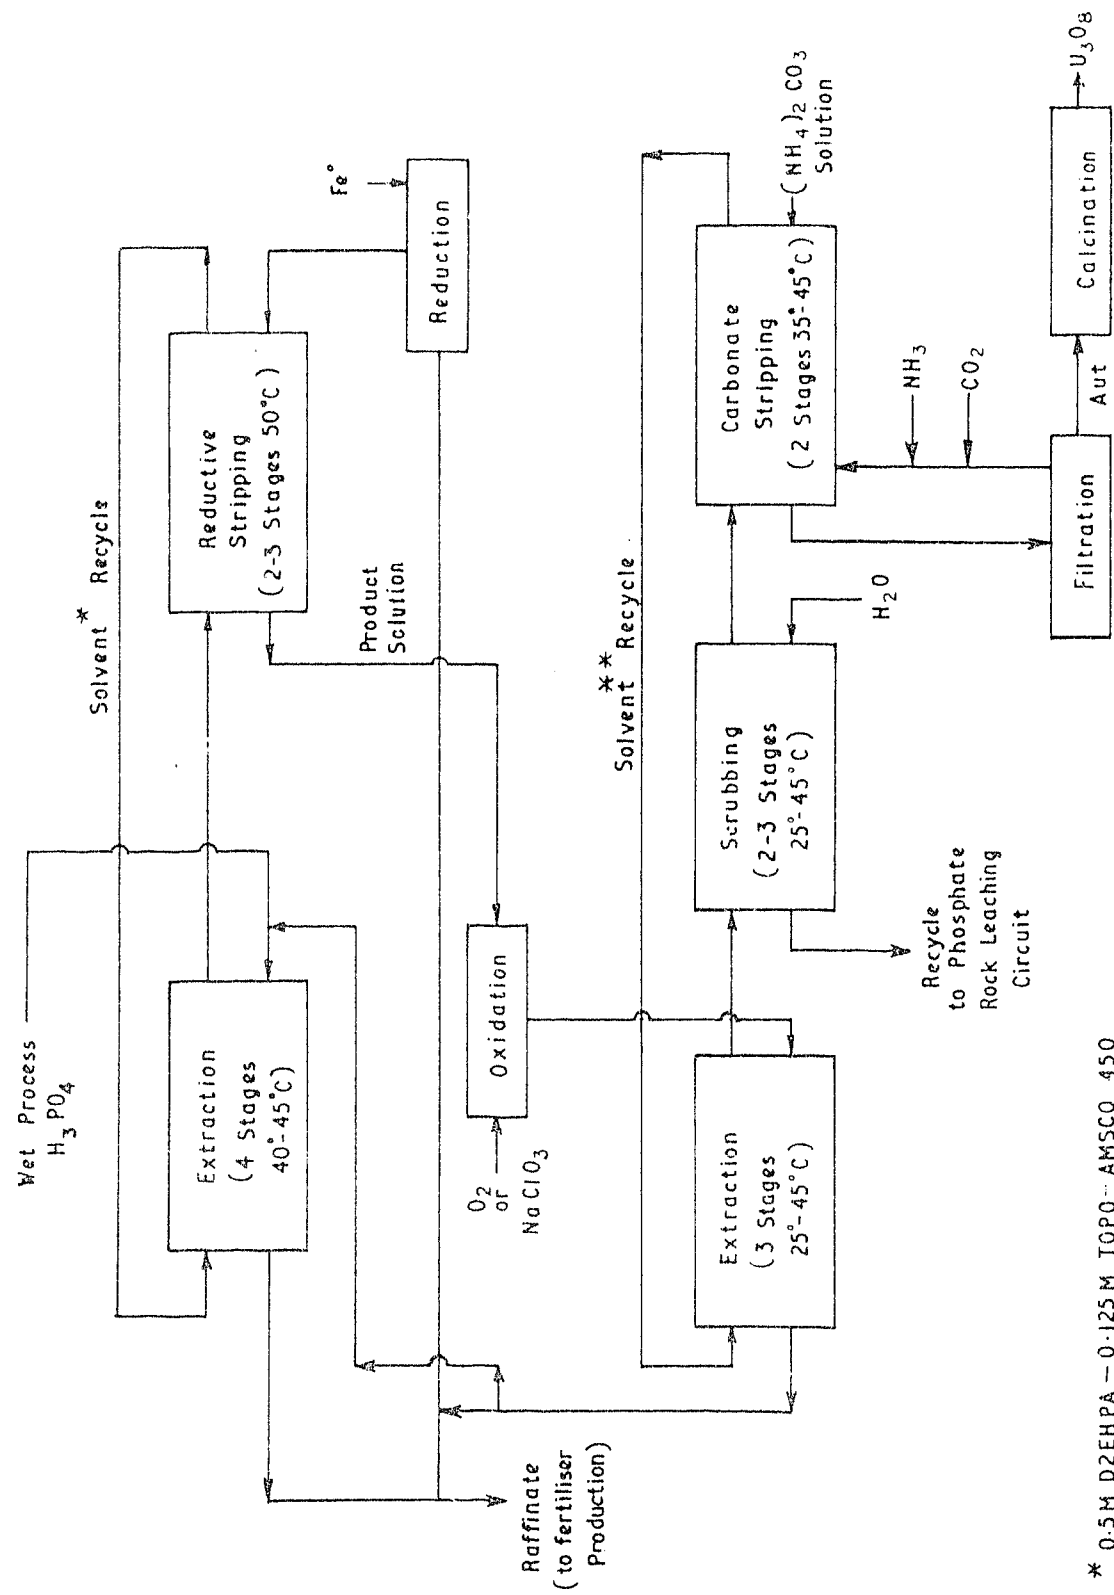 Wet Process
H₃PO₄
Solvent* Recycle
Extraction
(4 Stages
40°-45°C)
Reductive
Stripping
(2-3 Stages 50°C)
Fe°
Reduction
Product
Solution
O₂
or
NaClO₃
Oxidation
Raffinate
(to fertiliser
Production)
Solvent** Recycle
Extraction
(3 Stages
25°-45°C)
Scrubbing
(2-3 Stages
25°-45°C)
Carbonate
Stripping
(2 Stages 35°-45°C)
(NH₄)₂CO₃
Solution
Recycle
to Phosphate
Rock Leaching
Circuit
H₂O
NH₃
CO₂
Filtration
Aut
Calcination
U₃O₈
* 0.5M D2EHPA - 0.125M TOPO - AMSCO 450